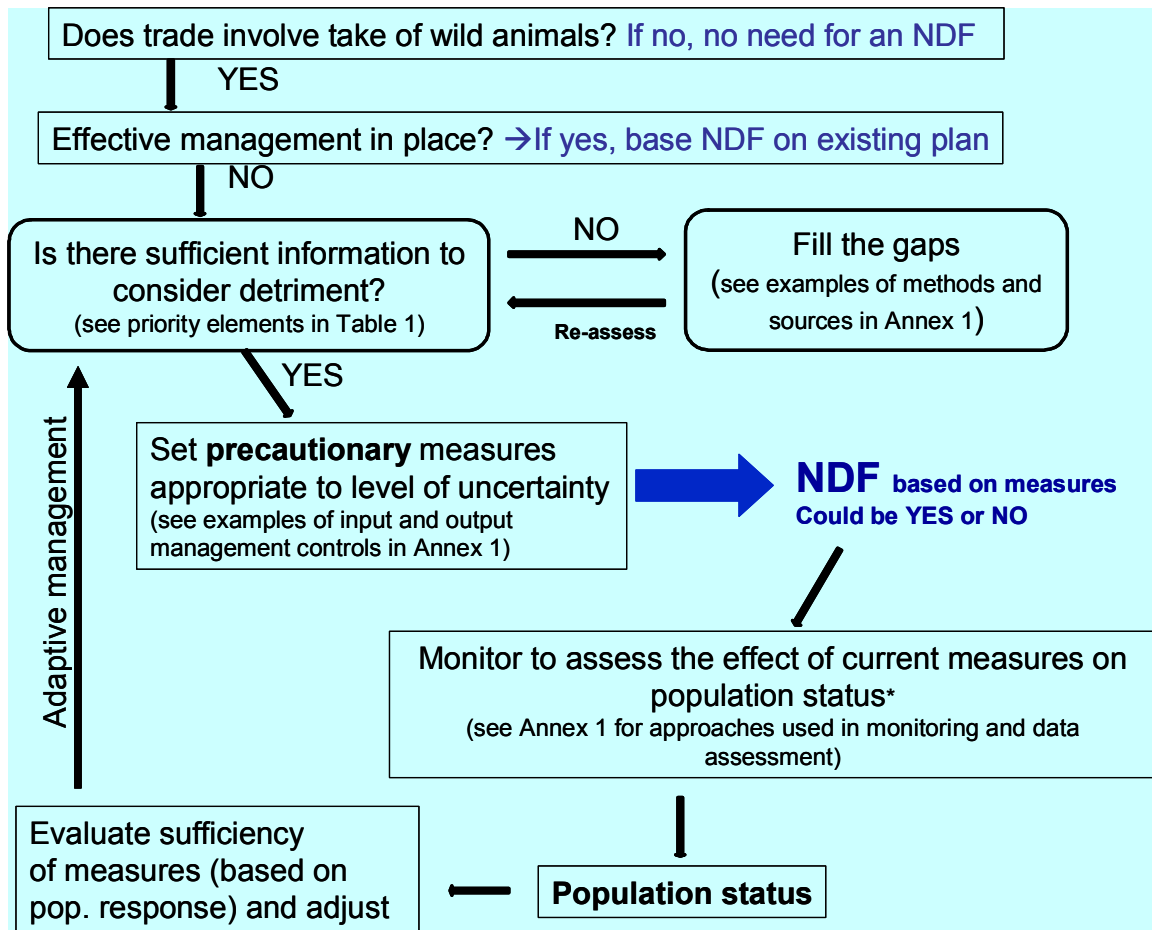 Does trade involve take of wild animals? If no, no need for an NDF
YES
Effective management in place? →If yes, base NDF on existing plan
NO
Is there sufficient information to
consider detriment?
(see priority elements in Table 1)
NO
Re-assess
Fill the gaps
(see examples of methods and
sources in Annex 1)
YES
Set precautionary measures
appropriate to level of uncertainty
(see examples of input and output
management controls in Annex 1)
NDF based on measures
Could be YES or NO
Monitor to assess the effect of current measures on
population status*
(see Annex 1 for approaches used in monitoring and data
assessment)
Population status
Evaluate sufficiency
of measures (based on
pop. response) and adjust
Adaptive management